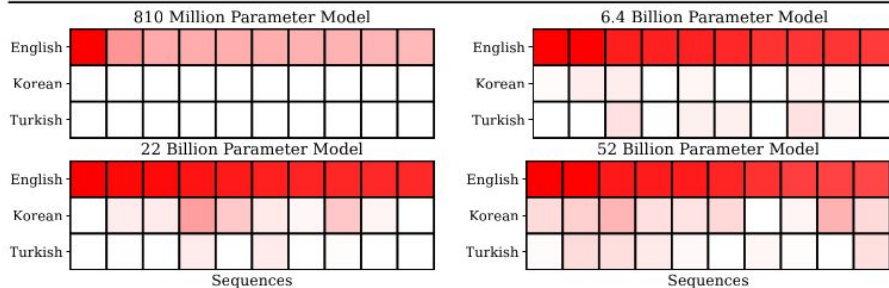 810 Million Parameter Model
English
Korean
Turkish
6.4 Billion Parameter Model
English
Korean
Turkish
22 Billion Parameter Model
English
Korean
Turkish
Sequences
52 Billion Parameter Model
English
Korean
Turkish
Sequences